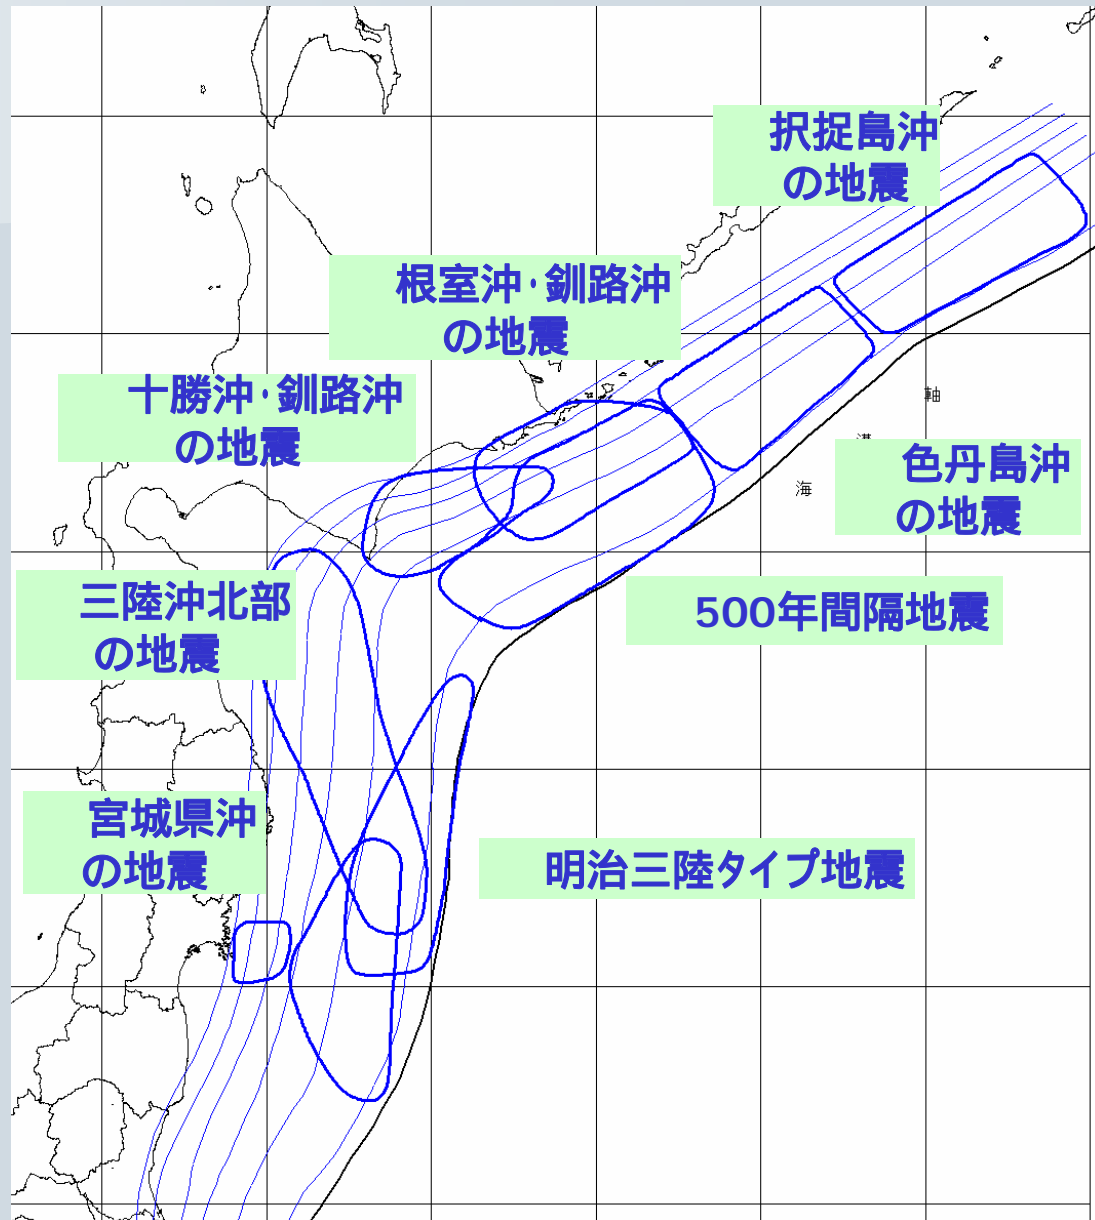 択捉島沖
の地震
根室沖･釧路沖
の地震
十勝沖･釧路沖
の地震
軸
海
色丹島沖
の地震
三陸沖北部
の地震
500年間隔地震
宮城県沖
の地震
明治三陸タイプ地震